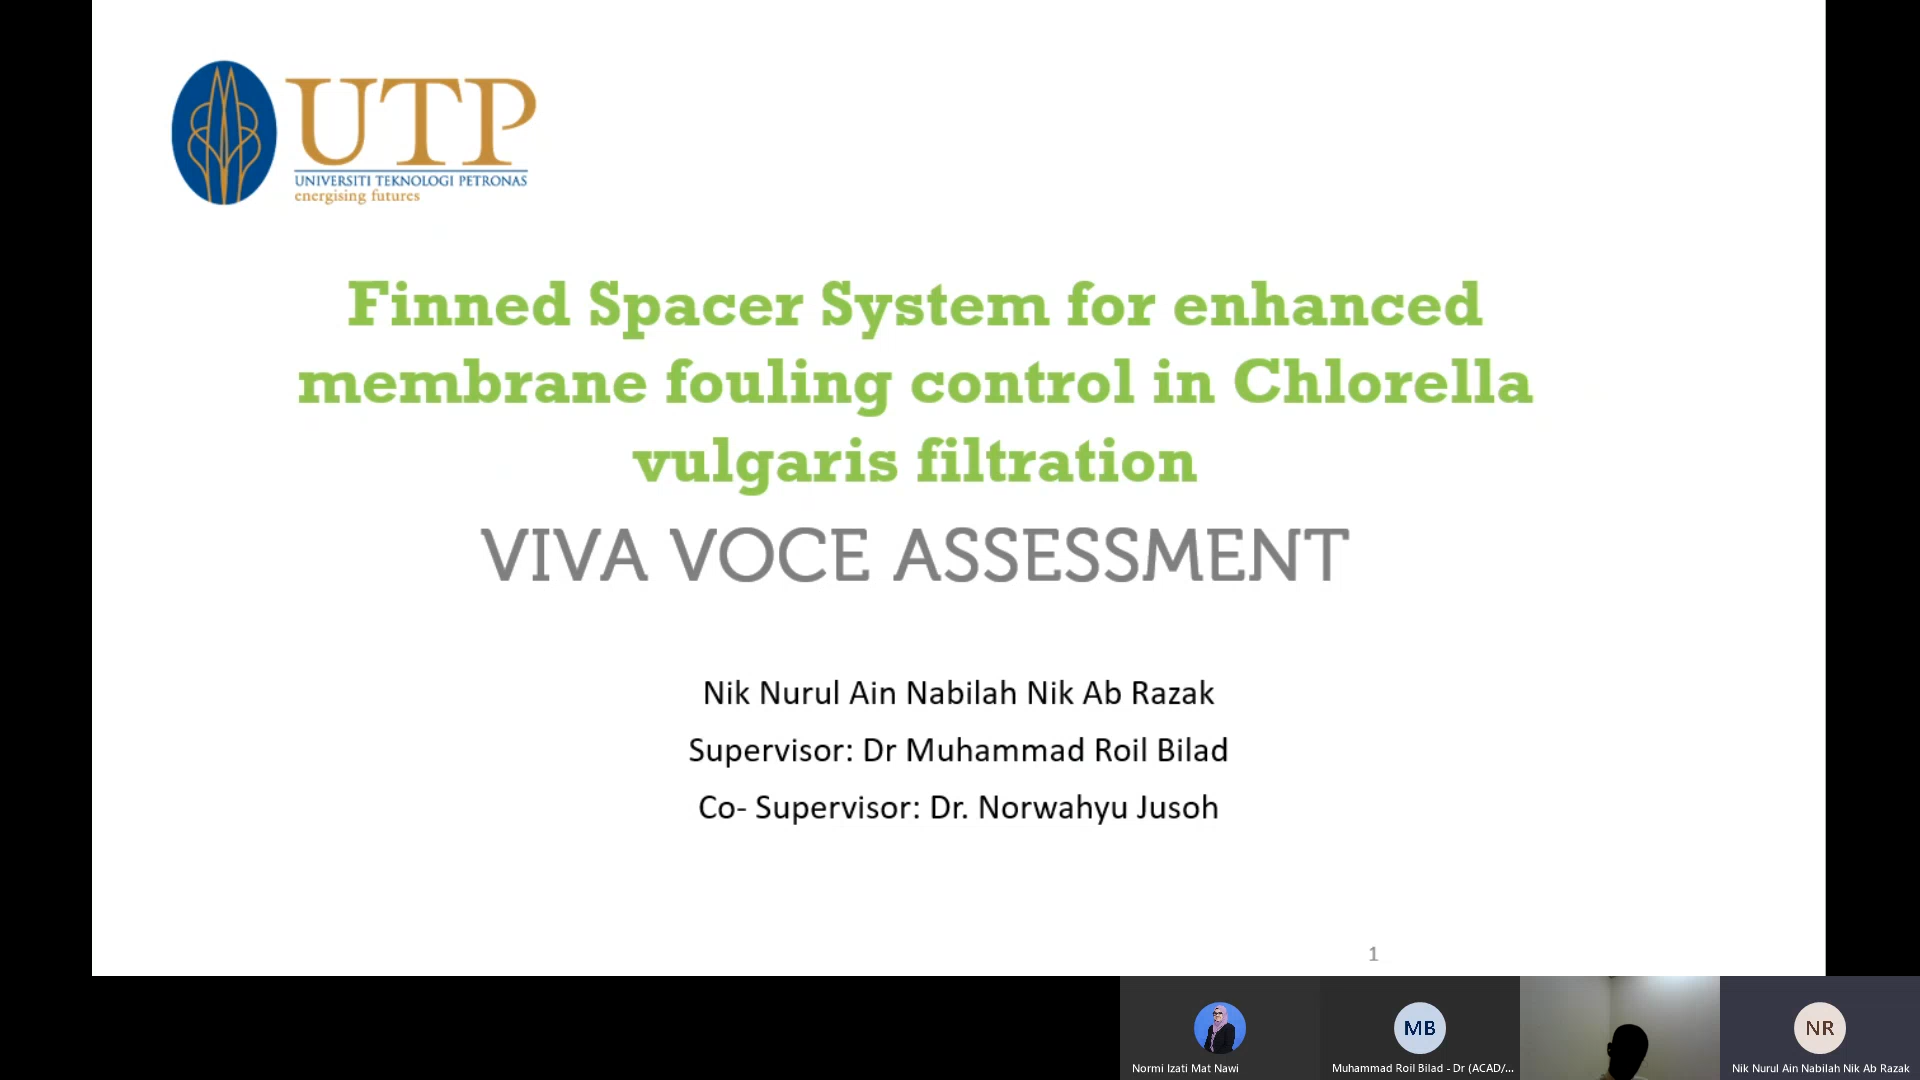 UTP
UNIVERSITI TEKNOLOGI PETRONAS
energising futures
Finned Spacer System for enhanced
membrane fouling control in Chlorella
vulgaris filtration
VIVA VOCE ASSESSMENT
Nik Nurul Ain Nabilah Nik Ab Razak
Supervisor: Dr Muhammad Roil Bilad
Co- Supervisor: Dr. Norwahyu Jusoh
1
MB
NR
Normi Izati Mat Nawi
Muhammad Roil Bilad - Dr (ACAD/...
Nik Nurul Ain Nabilah Nik Ab Razak